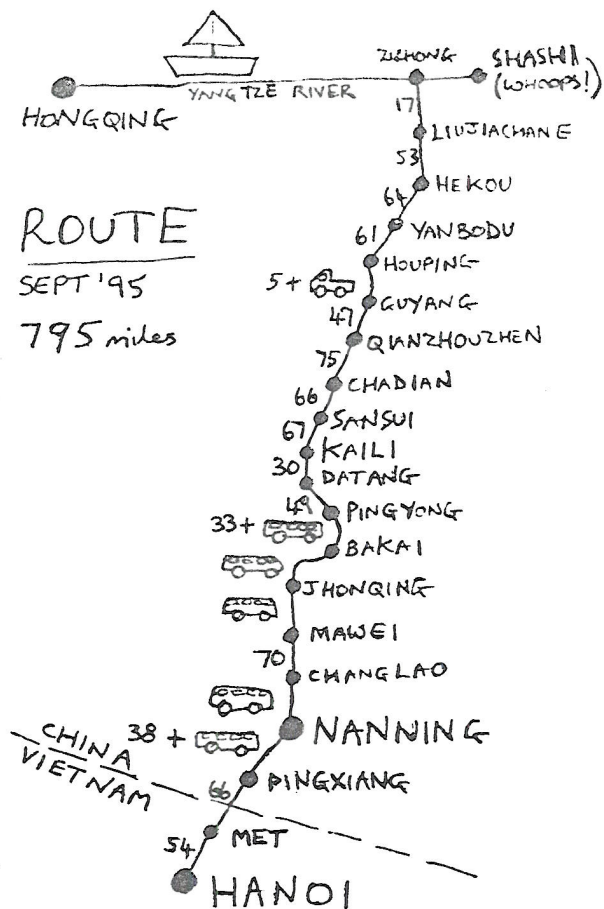 ZIGHONG
SHASHI
(WHOOPS!)
YANGTZE RIVER
HONGQING
17
LIUJIACHANE
53
HEKOU
64
ROUTE
YANBODU
61
HOUPING
SEPT '95
5 +
GUYANG
47
795 miles
QIANZHOUZHEN
75
CHADIAN
66
SANSUI
67
KAILI
30
DATANG
49
PINGYONG
33 +
BAKAI
JHONQING
MAWEI
70
CHANGLAO
NANNING
38 +
CHINA
VIETNAM
PINGXIANG
66
MET
54
HANOI